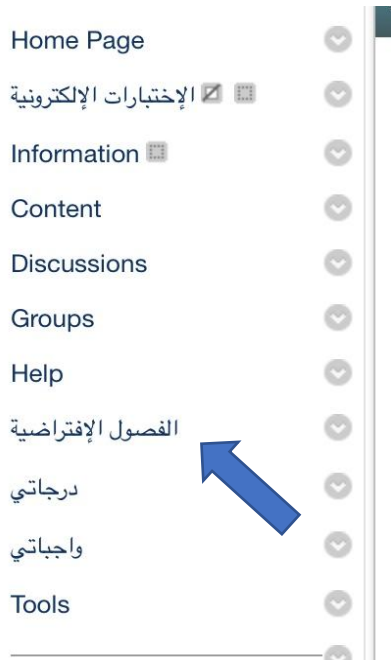 Home Page
الإختبارات الإلكترونية
Information
Content
Discussions
Groups
Help
الفصول الإفتراضية
درجاتي
واجباتي
Tools